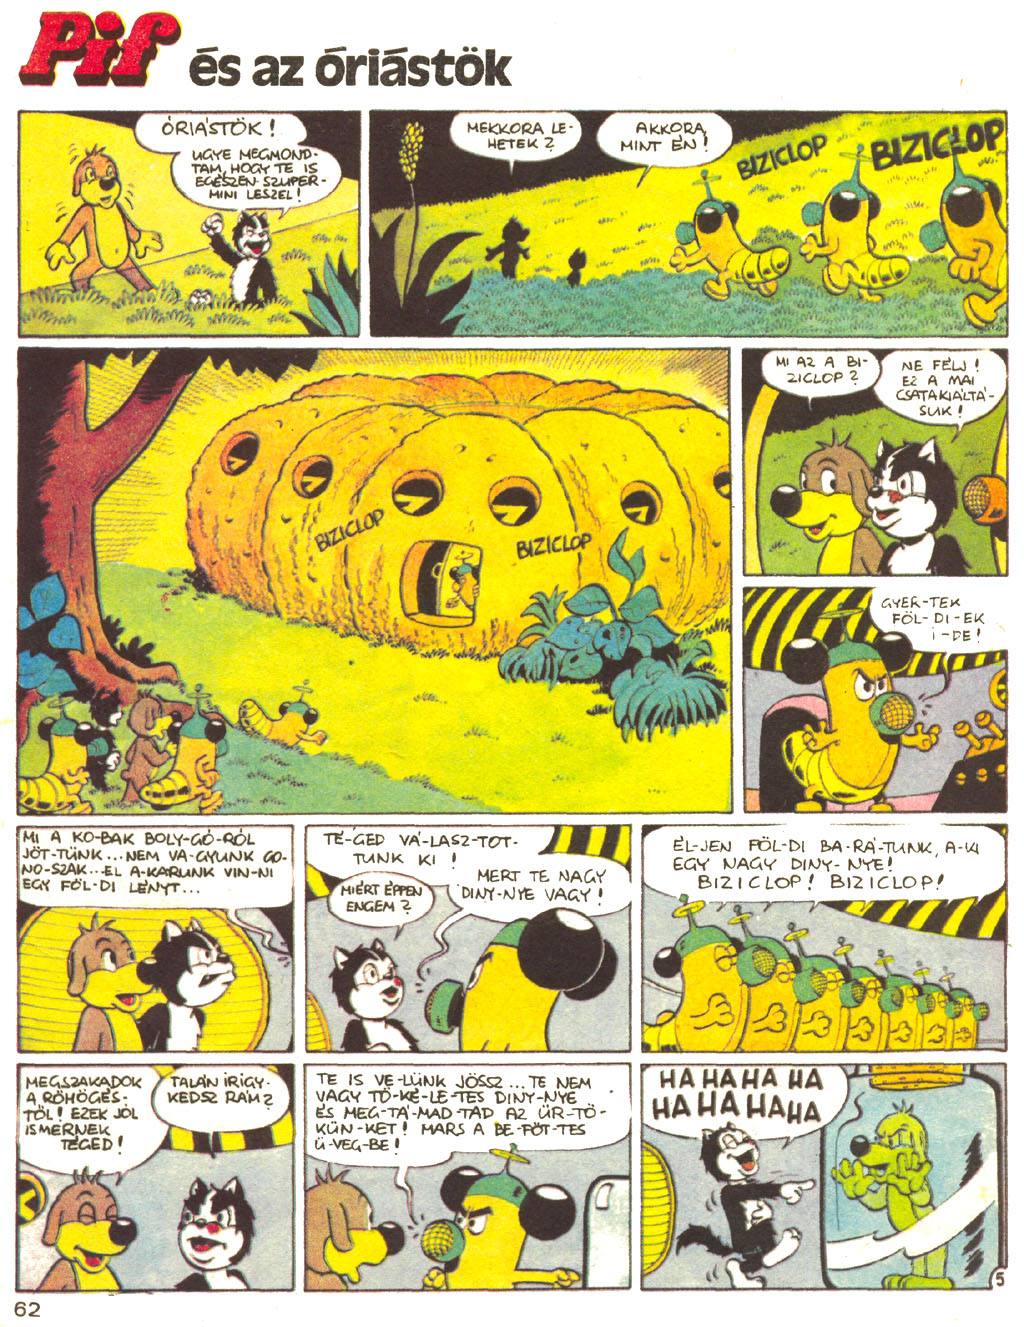 Pif és az óriástök
ÓRIÁSTÖK!
UGYE MEGMOND-
TAM, HOGY TE IS
EGÉSZEN SZUPER-
MINI LESZEL!
MEKKORA LE-
HETEK?
AKKORA,
MINT ÉN!
BIZICLOP
BIZICLOP
BIZICLOP
BIZICLOP
MI AZ A BI-
ZICLOP?
NE FÉLJ!
EZ A MAI
CSATAKIÁLTÁ-
SUK!
GYER-TEK
FÖL-DI-EK
I-DE!
MI A KO-BAK BOLY-GÓ-RÓL
JÖT-TÜNK...NEM VA-GYUNK GO-
NO-SZAK...EL A-KARUNK VIN-NI
EGY FÖL-DI LÉNYT...
TÉ-GED VÁ-LASZ-TOT-
TUNK KI!
MIÉRT ÉPPEN
ENGEM?
MERT TE NAGY
DINY-NYE VAGY!
ÉL-JEN FÖL-DI BA-RÁ-TUNK, A-KI
EGY NAGY DINY-NYE!
BIZICLOP! BIZICLOP!
MEGSZAKADOK
A RÖHÖGÉS-
TŐL! EZEK JÓL
ISMERNEK
TÉGED!
TALÁN IRIGY-
KEDSZ RÁM?
TE IS VE-LÜNK JÖSSZ...TE NEM
VAGY TÖ-KÉ-LE-TES DINY-NYE
ÉS MEG-TÁ-MAD-TAD AZ ŰR-TÖ-
KÜN-KET! MARS A BE-FŐT-TES
Ü-VEG-BE!
HA HA HA HA
HA HA HA HA
5
62